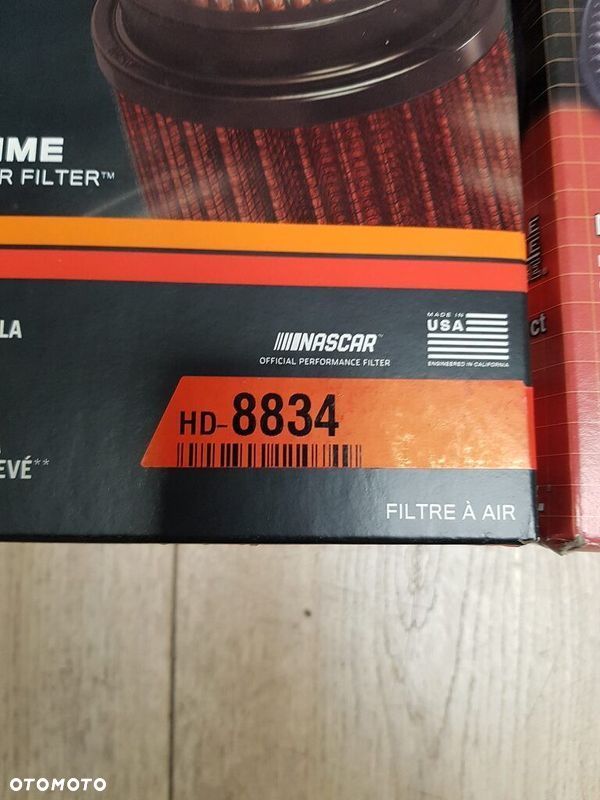 IME
R FILTER™
LA
NASCAR
OFFICIAL PERFORMANCE FILTER
MADE IN
USA
ENGINEERED IN CALIFORNIA
HD-8834
EVÉ**
FILTRE À AIR
ct
OTOMOTO